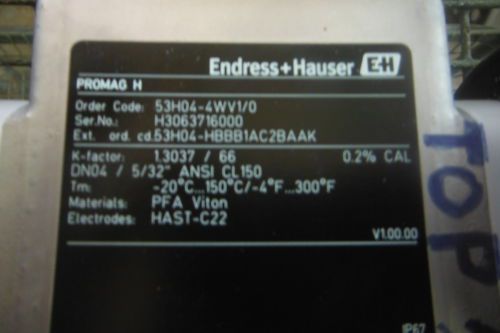 Endress+Hauser EH
PROMAG H
Order Code: 53H04-4WV1/0
Ser.No.: H3063716000
Ext. ord. cd.53H04-HBBB1AC2BAAK
K-factor: 1.3037 / 66 0.2% CAL
DN04 / 5/32" ANSI CL150
Tm: -20°C...150°C/-4°F...300°F
Materials: PFA Viton
Electrodes: HAST-C22
V1.00.00
IP67
TOP